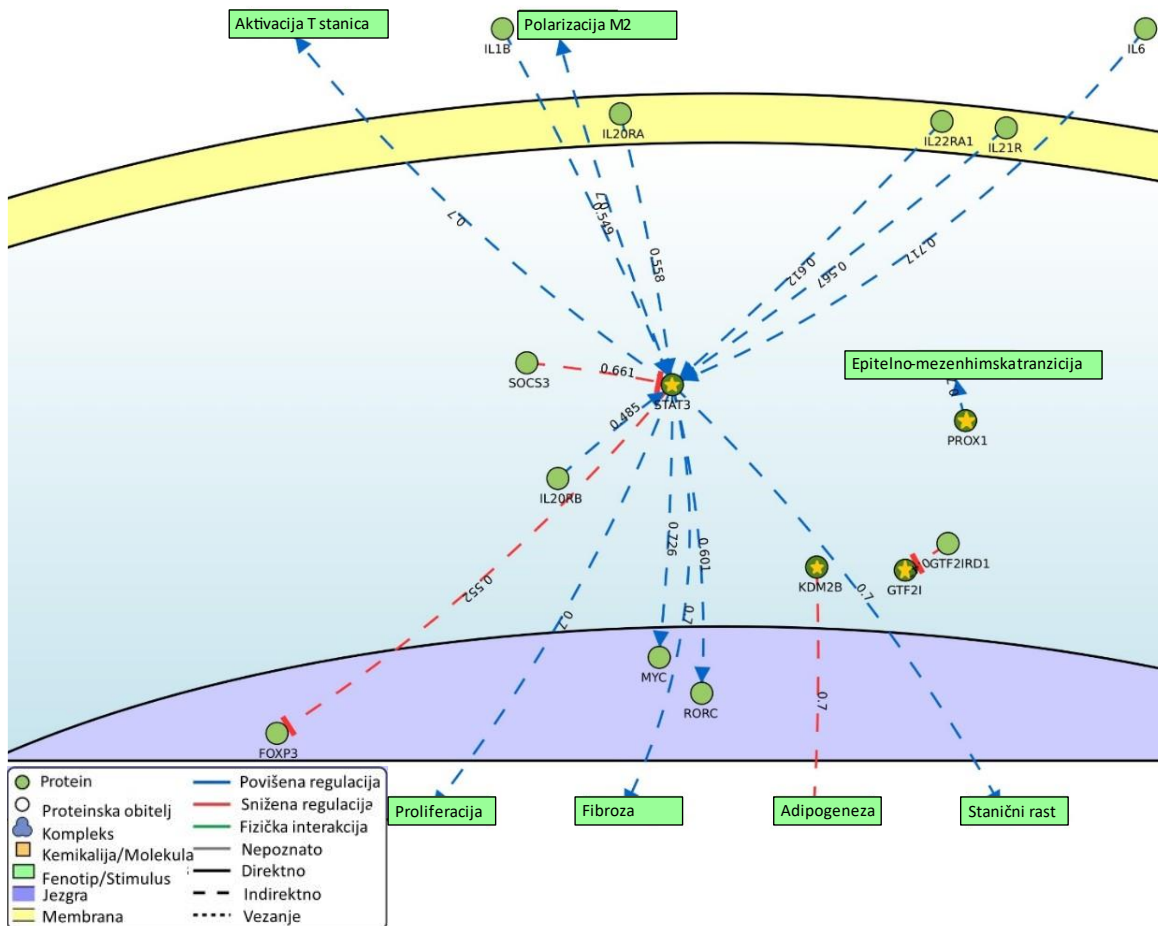 Aktivacija T stanica
IL1B
Polarizacija M2
IL6
IL20RA
IL22RA1
IL21R
0.7
0.7
0.549
0.558
0.612
0.567
0.717
SOCS3
0.661
STAT3
Epitelno-mezenhimskatranzicija
PROX1
0.485
IL20RB
0.552
0.726
0.601
KDM2B
GTF2IRD1
GTF2I
0.7
0.7
0.7
MYC
RORC
0.7
FOXP3
Proliferacija
Fibroza
Adipogeneza
Stanični rast
Protein
Proteinska obitelj
Kompleks
Kemikalija/Molekula
Fenotip/Stimulus
Jezgra
Membrana
Povišena regulacija
Snižena regulacija
Fizička interakcija
Nepoznato
Direktno
Indirektno
Vezanje